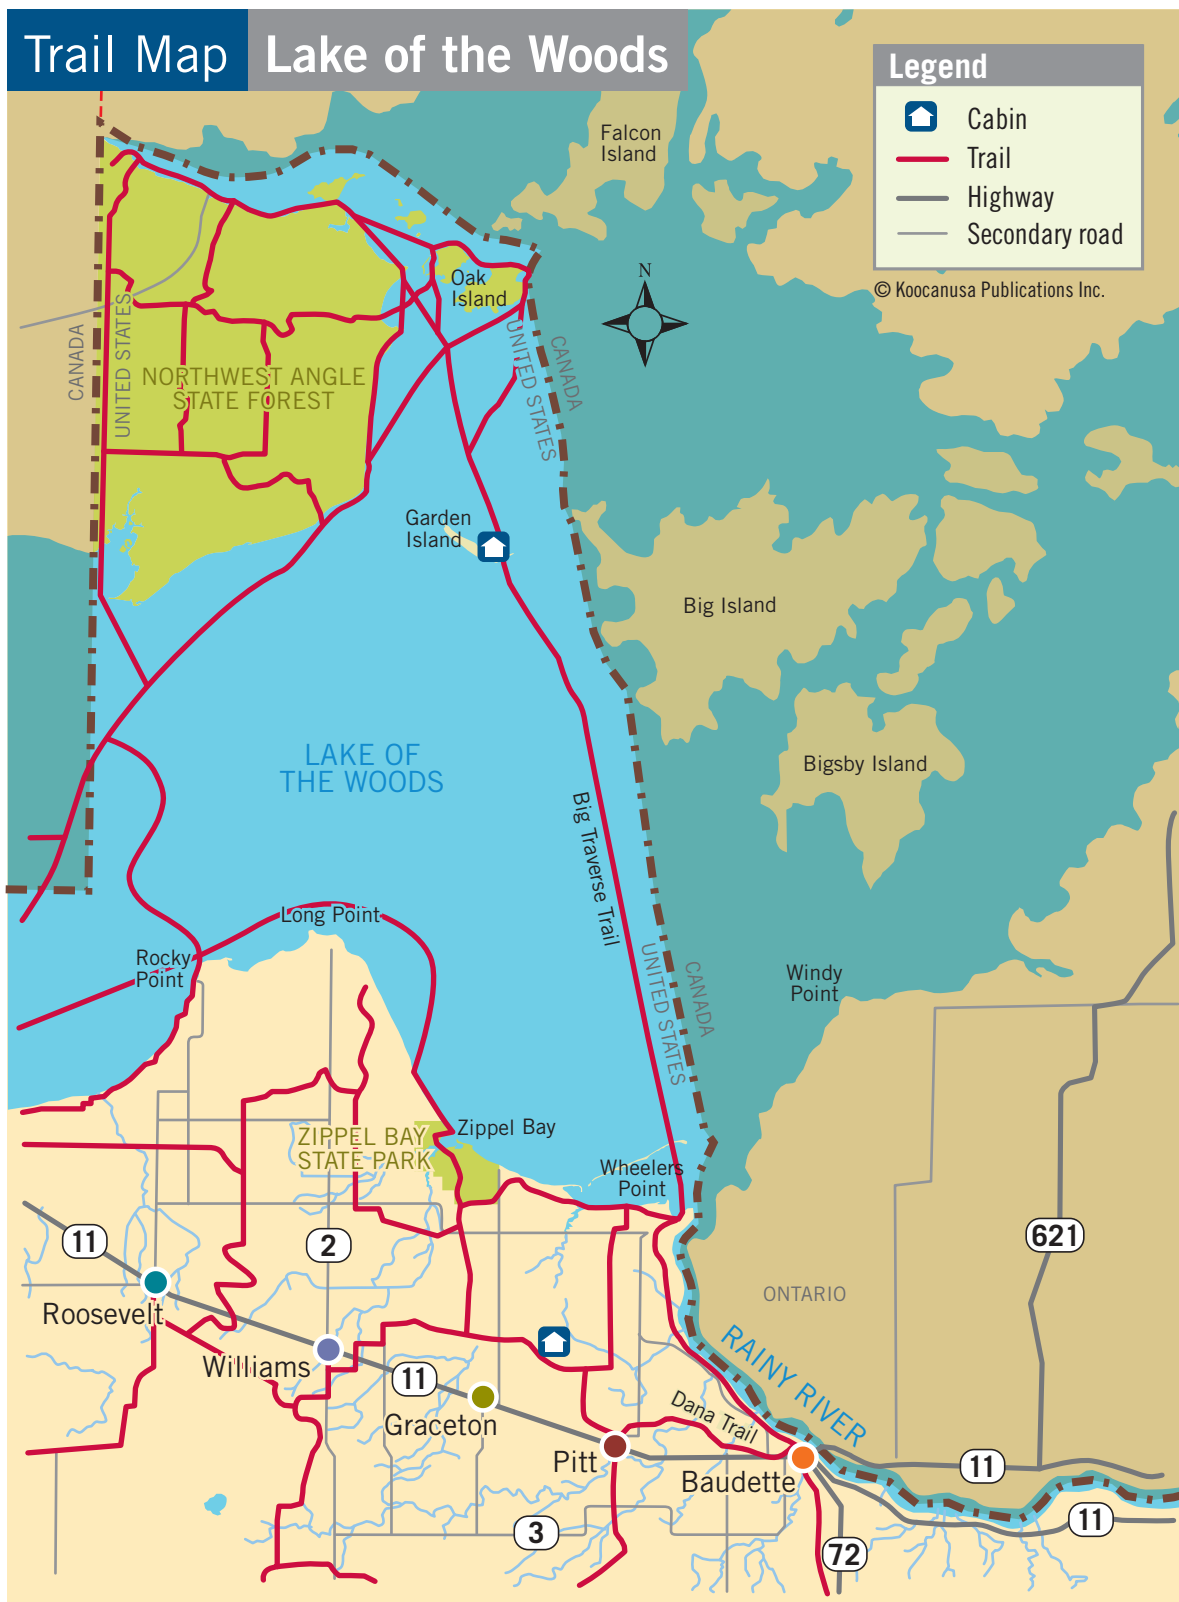 Trail Map Lake of the Woods
Legend
Cabin
Trail
Highway
Secondary road
© Koocanusa Publications Inc.
Falcon
Island
N
Oak
Island
CANADA
UNITED STATES
UNITED STATES
CANADA
NORTHWEST ANGLE
STATE FOREST
Garden
Island
Big Island
LAKE OF
THE WOODS
Bigsby Island
Big Traverse Trail
Long Point
Rocky
Point
UNITED STATES
CANADA
Windy
Point
Zippel Bay
ZIPPEL BAY
STATE PARK
Wheelers
Point
11
2
621
ONTARIO
Roosevelt
RAINY RIVER
Williams
11
Graceton
Dana Trail
Pitt
Baudette
11
3
11
72